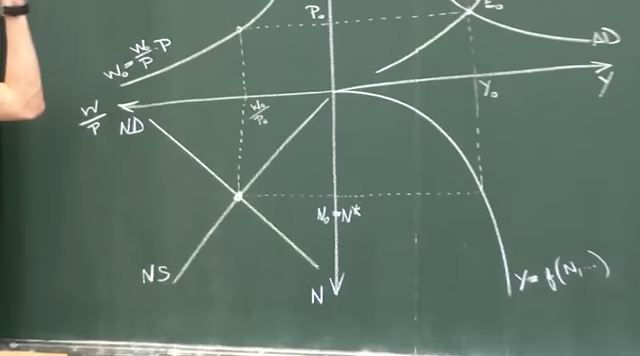 P₀
E₀
AD
W₀ = W₀/P · P
Y
Y₀
W/P
W₀/P₀
ND
N₀ = N*
NS
N
Y = f(N,...)